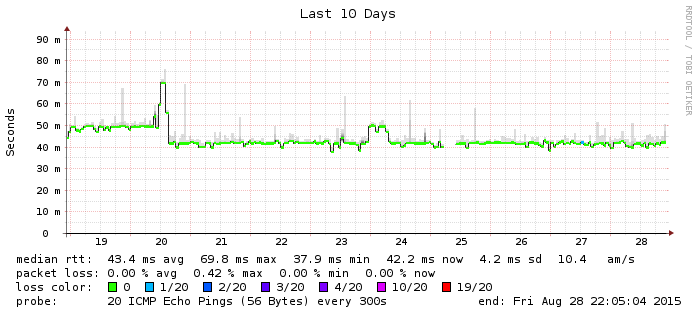 Last 10 Days
RRDTOOL / TOBI OETIKER
Seconds
90 m
80 m
70 m
60 m
50 m
40 m
30 m
20 m
10 m
0
19 20 21 22 23 24 25 26 27 28
median rtt: 43.4 ms avg 69.8 ms max 37.9 ms min 42.2 ms now 4.2 ms sd 10.4 am/s
packet loss: 0.00 % avg 0.42 % max 0.00 % min 0.00 % now
loss color: 0 1/20 2/20 3/20 4/20 10/20 19/20
probe: 20 ICMP Echo Pings (56 Bytes) every 300s end: Fri Aug 28 22:05:04 2015